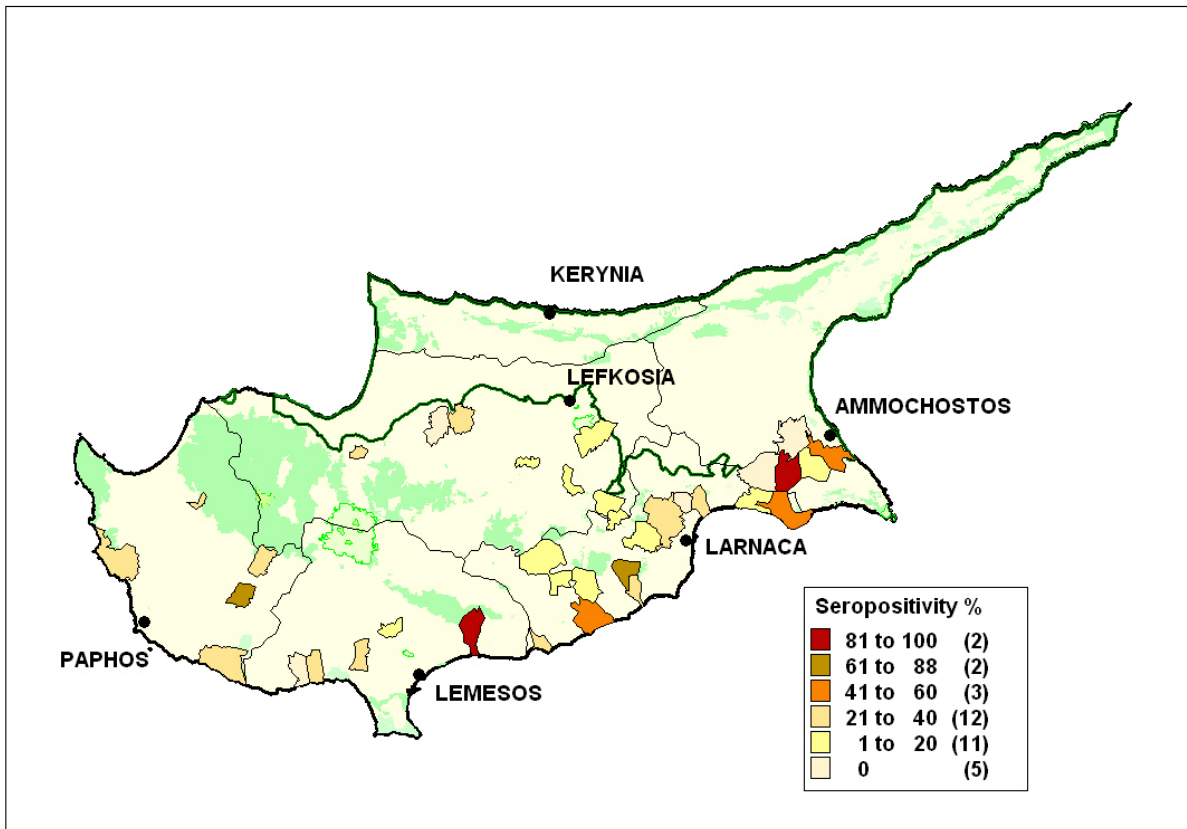 KERYNIA
LEFKOSIA
AMMOCHOSTOS
LARNACA
PAPHOS
LEMESOS
Seropositivity %
81 to 100 (2)
61 to 88 (2)
41 to 60 (3)
21 to 40 (12)
1 to 20 (11)
0 (5)